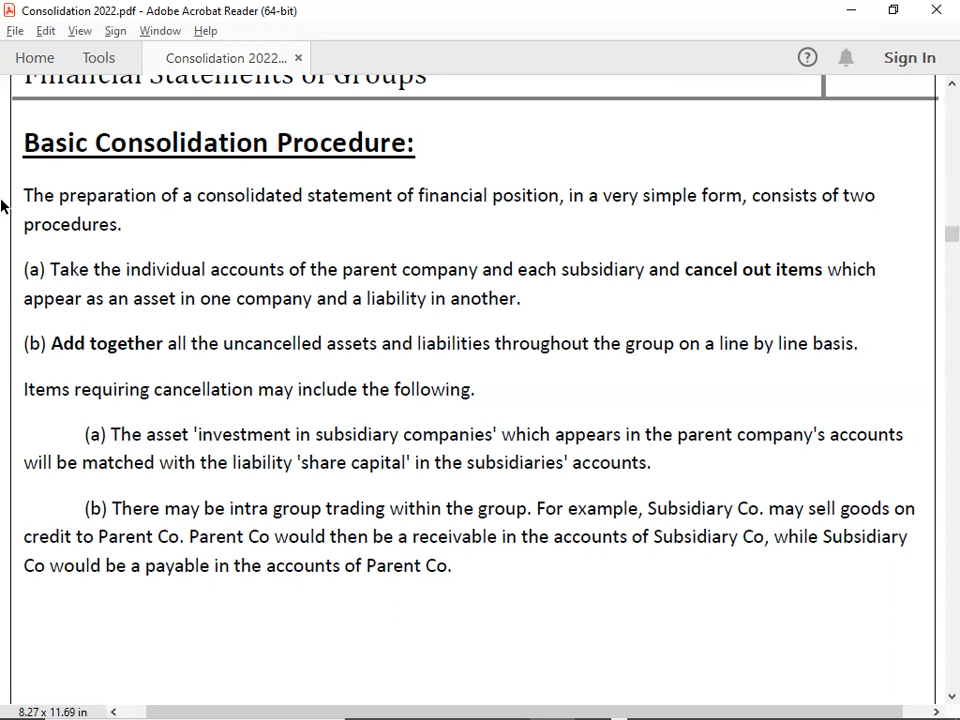 Consolidation 2022.pdf - Adobe Acrobat Reader (64-bit)
File Edit View Sign Window Help
Home Tools Consolidation 2022... × ? Sign In
Financial Statements of Groups
Basic Consolidation Procedure:
The preparation of a consolidated statement of financial position, in a very simple form, consists of two
procedures.
(a) Take the individual accounts of the parent company and each subsidiary and cancel out items which
appear as an asset in one company and a liability in another.
(b) Add together all the uncancelled assets and liabilities throughout the group on a line by line basis.
Items requiring cancellation may include the following.
(a) The asset 'investment in subsidiary companies' which appears in the parent company's accounts
will be matched with the liability 'share capital' in the subsidiaries' accounts.
(b) There may be intra group trading within the group. For example, Subsidiary Co. may sell goods on
credit to Parent Co. Parent Co would then be a receivable in the accounts of Subsidiary Co, while Subsidiary
Co would be a payable in the accounts of Parent Co.
8.27 x 11.69 in